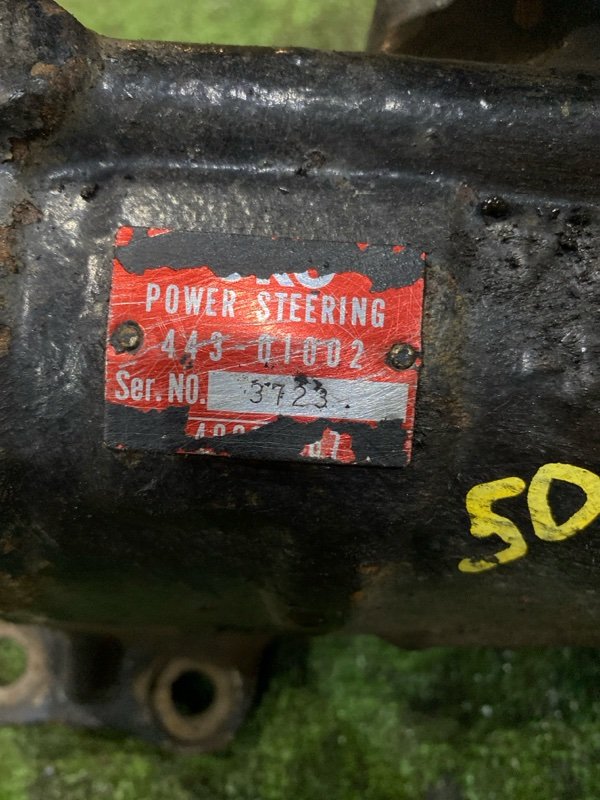 POWER STEERING
443-01002
Ser. NO. 3723
50